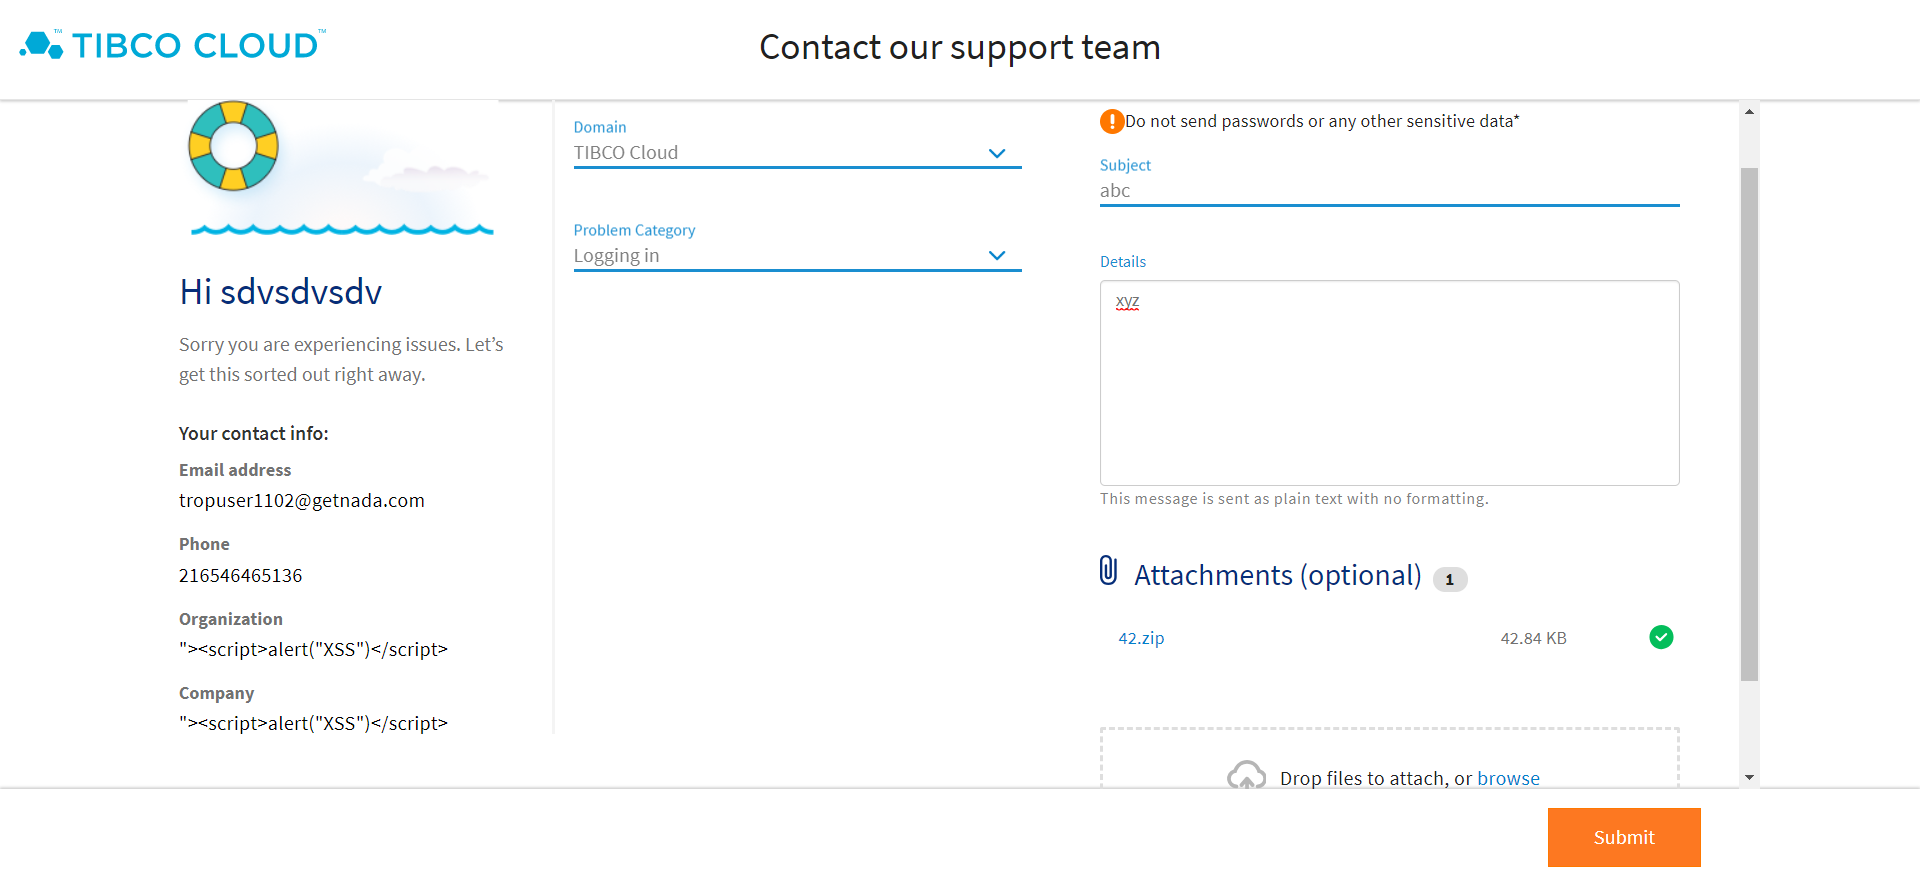 TIBCO CLOUD™
Contact our support team
Hi sdvsdvsdv
Sorry you are experiencing issues. Let’s
get this sorted out right away.
Your contact info:
Email address
tropuser1102@getnada.com
Phone
216546465136
Organization
"><script>alert("XSS")</script>
Company
"><script>alert("XSS")</script>
Domain
TIBCO Cloud
Problem Category
Logging in
Do not send passwords or any other sensitive data*
Subject
abc
Details
xyz
This message is sent as plain text with no formatting.
Attachments (optional) 1
42.zip 42.84 KB
Drop files to attach, or browse
Submit